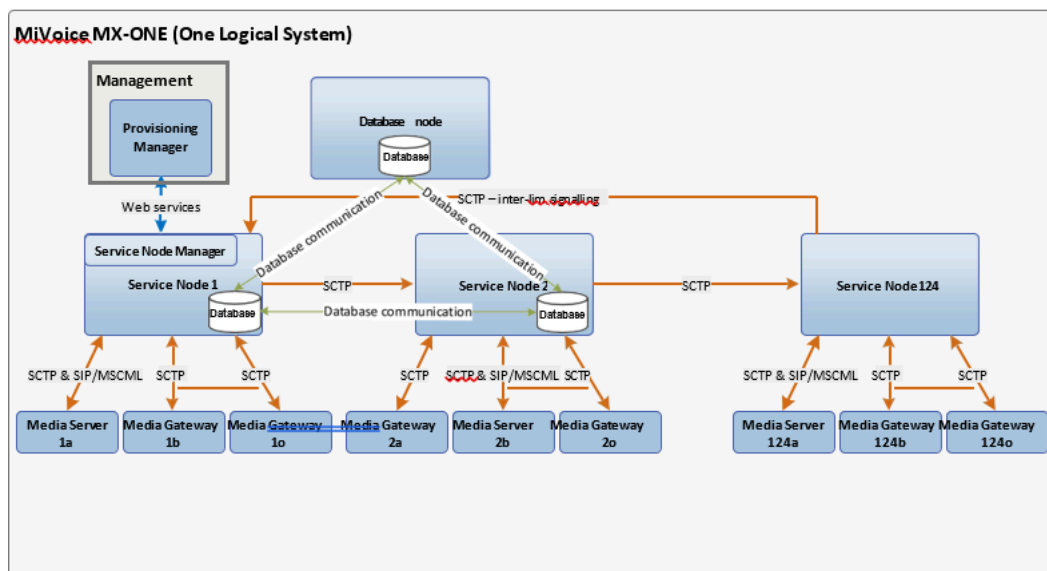 MiVoice MX-ONE (One Logical System)
Management
Provisioning
Manager
Database node
Database
Web services
SCTP – inter-lim signalling
Database communication
Database communication
Service Node Manager
Service Node 1
Database
SCTP
Database communication
Service Node 2
Database
SCTP
Service Node124
SCTP & SIP/MSCML
SCTP
SCTP
SCTP
SCTP & SIP/MSCML
SCTP
SCTP & SIP/MSCML
SCTP
SCTP
Media Server
1a
Media Gateway
1b
Media Gateway
1o
Media Gateway
2a
Media Server
2b
Media Gateway
2o
Media Server
124a
Media Gateway
124b
Media Gateway
124o